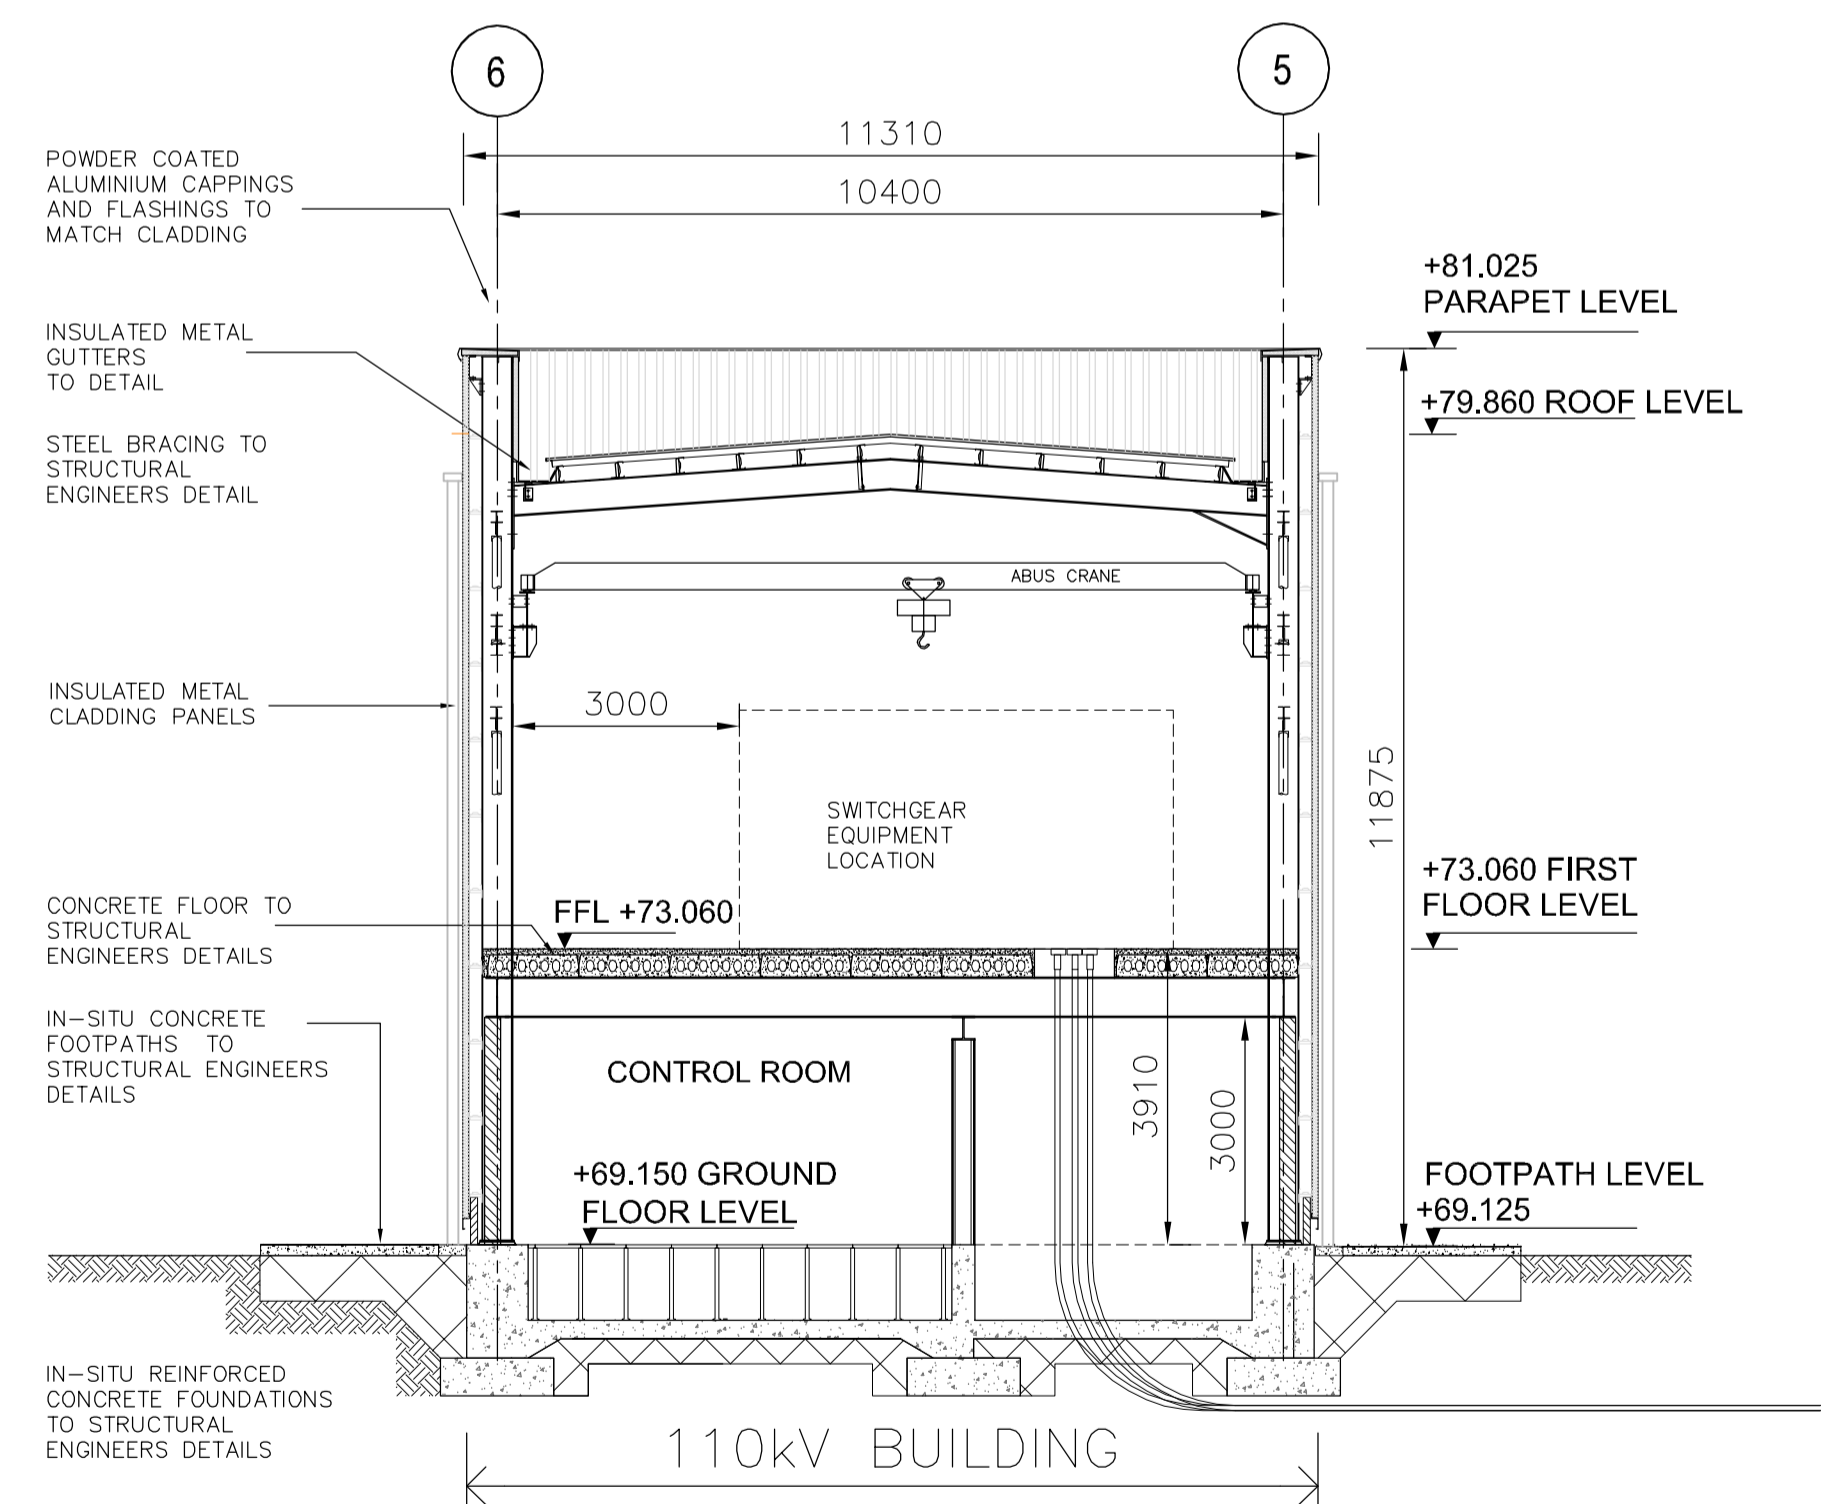 6
5
11310
10400
POWDER COATED
ALUMINIUM CAPPINGS
AND FLASHINGS TO
MATCH CLADDING
+81.025
PARAPET LEVEL
INSULATED METAL
GUTTERS
TO DETAIL
+79.860 ROOF LEVEL
STEEL BRACING TO
STRUCTURAL
ENGINEERS DETAIL
ABUS CRANE
INSULATED METAL
CLADDING PANELS
3000
11875
SWITCHGEAR
EQUIPMENT
LOCATION
+73.060 FIRST
FLOOR LEVEL
CONCRETE FLOOR TO
STRUCTURAL
ENGINEERS DETAILS
FFL +73.060
IN-SITU CONCRETE
FOOTPATHS TO
STRUCTURAL ENGINEERS
DETAILS
CONTROL ROOM
3910
3000
+69.150 GROUND
FLOOR LEVEL
FOOTPATH LEVEL
+69.125
IN-SITU REINFORCED
CONCRETE FOUNDATIONS
TO STRUCTURAL
ENGINEERS DETAILS
110kV BUILDING